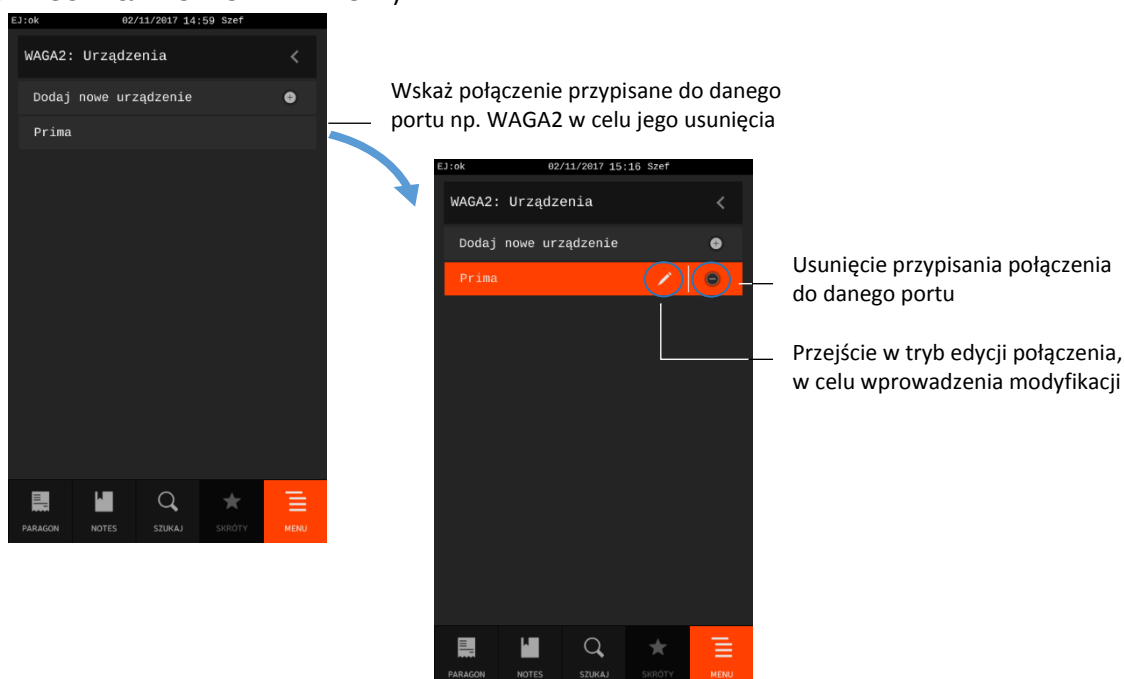 EJ:ok 02/11/2017 14:59 Szef
WAGA2: Urządzenia
Dodaj nowe urządzenie
Prima
PARAGON NOTES SZUKAJ SKRÓTY MENU
Wskaż połączenie przypisane do danego
portu np. WAGA2 w celu jego usunięcia
EJ:ok 02/11/2017 15:16 Szef
WAGA2: Urządzenia
Dodaj nowe urządzenie
Prima
PARAGON NOTES SZUKAJ SKRÓTY MENU
Usunięcie przypisania połączenia
do danego portu
Przejście w tryb edycji połączenia,
w celu wprowadzenia modyfikacji